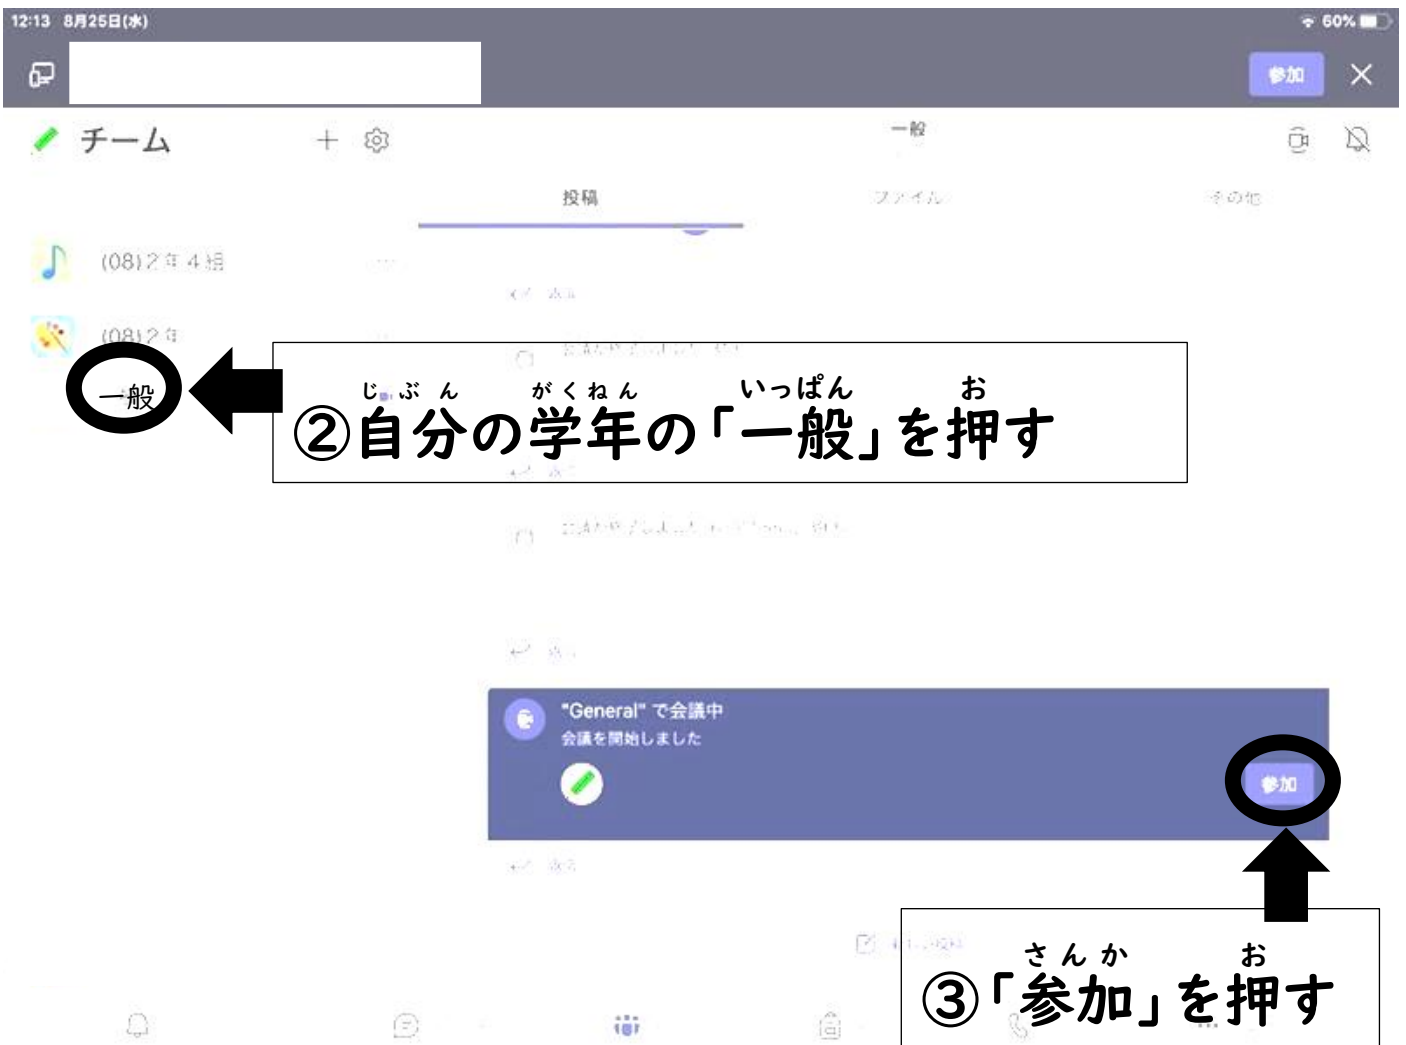 12:13 8月25日(水)
60%
参加
チーム
一般
投稿
ファイル
その他
(08)2年4組
(08)2年
一般
じぶん がくねん いっぱん お
②自分の学年の「一般」を押す
"General" で会議中
会議を開始しました
参加
さんか お
③「参加」を押す